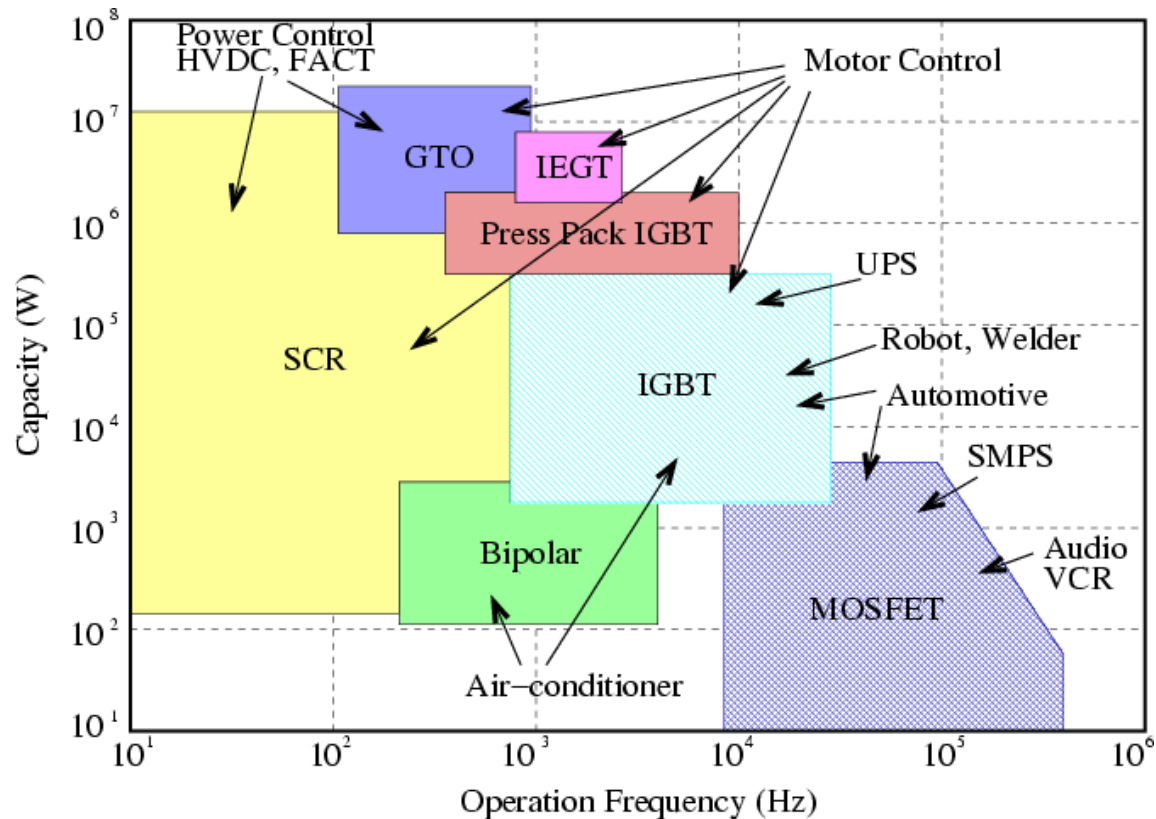 10^8
10^7
10^6
10^5
10^4
10^3
10^2
10^1
Capacity (W)
Power Control
HVDC, FACT
Motor Control
GTO
IEGT
Press Pack IGBT
UPS
SCR
IGBT
Robot, Welder
Automotive
SMPS
Bipolar
Audio
VCR
MOSFET
Air−conditioner
10^1
10^2
10^3
10^4
10^5
10^6
Operation Frequency (Hz)